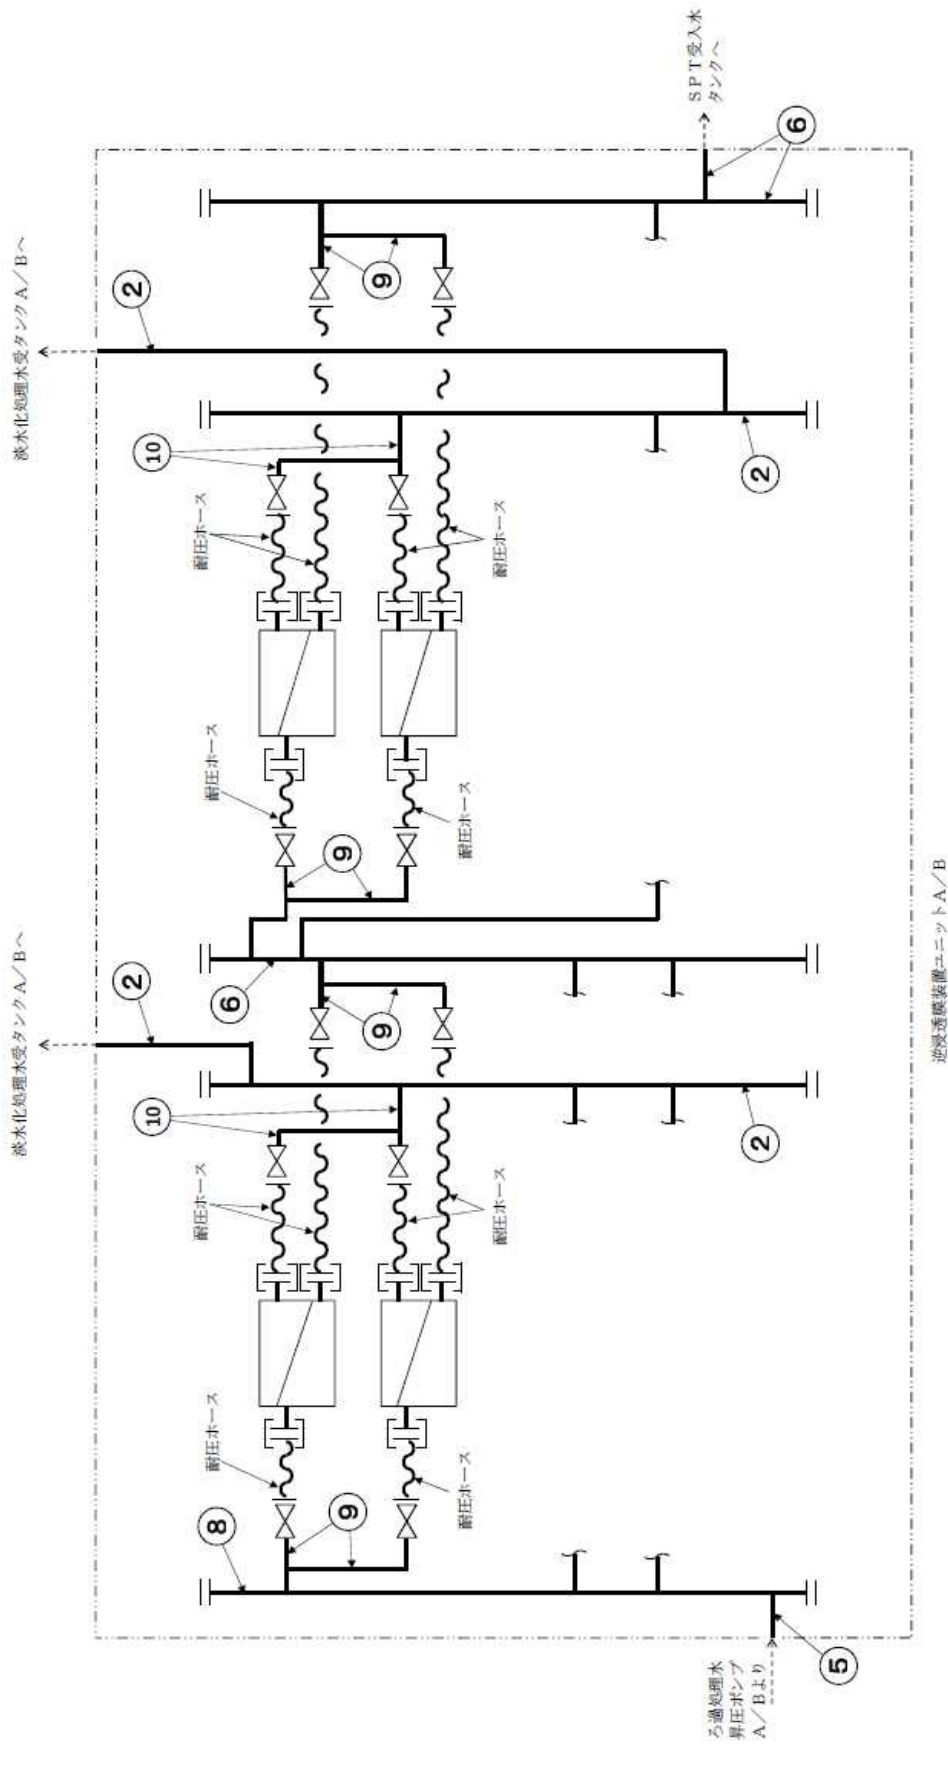 淡水化処理水受タンクA/Bへ
淡水化処理水受タンクA/Bへ
②
②
⑩
⑩
耐圧ホース
耐圧ホース
耐圧ホース
耐圧ホース
⑧
⑥
⑨
⑨
⑨
⑨
耐圧ホース
耐圧ホース
耐圧ホース
耐圧ホース
SPT受入水
タンクへ
ろ過処理水
昇圧ポンプ
A/Bより
②
②
⑥
⑤
逆浸透膜装置ユニットA/B